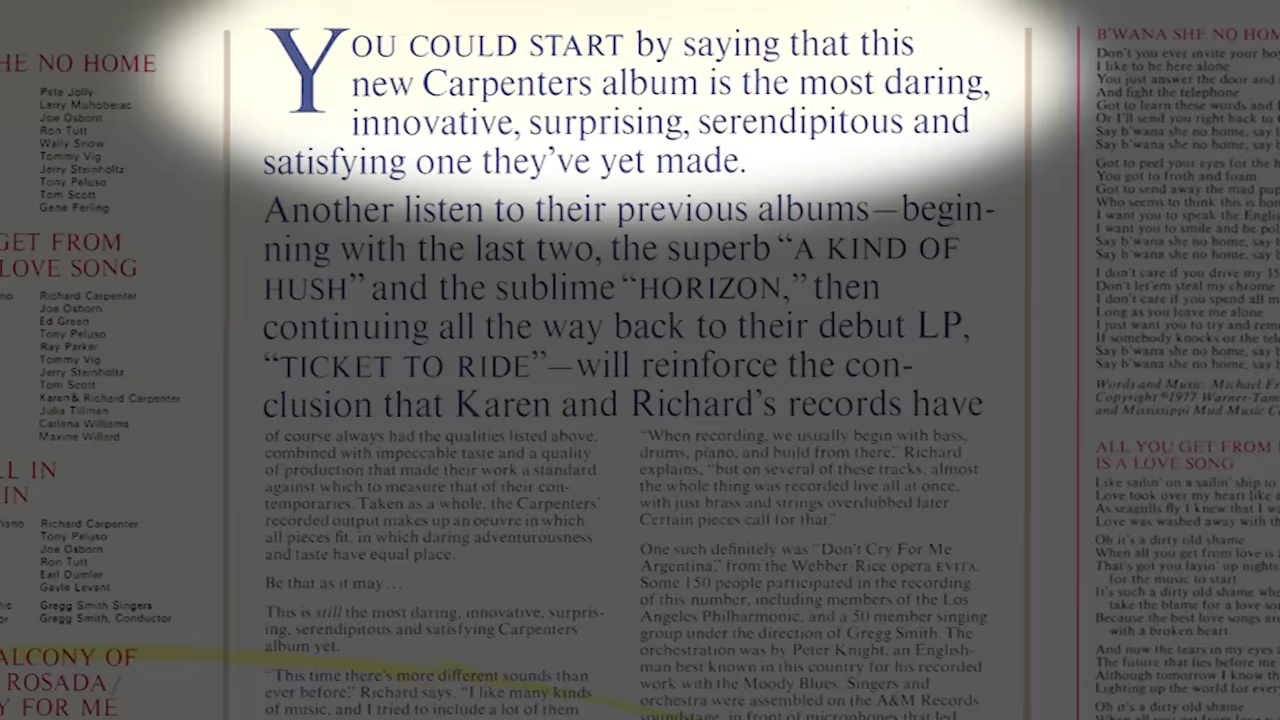 HE NO HOME
Pete Jolly
Larry Muhoberac
Joe Osborn
Ron Tutt
Wally Snow
Tommy Vig
Jerry Steinholtz
Tony Peluso
Tom Scott
Gene Perling
GET FROM
LOVE SONG
Richard Carpenter
Joe Osborn
Ed Green
Tony Peluso
Ray Parker
Tommy Vig
Jerry Steinholtz
Tom Scott
Karen & Richard Carpenter
Julia Tillman
Carlena Williams
Maxine Willard
LL IN
IN
Richard Carpenter
Tony Peluso
Joe Osborn
Ron Tutt
Earl Dumler
Gayle Levant
Gregg Smith Singers
Gregg Smith, Conductor
ALCONY OF
ROSADA/
Y FOR ME
YOU COULD START by saying that this
new Carpenters album is the most daring,
innovative, surprising, serendipitous and
satisfying one they've yet made.
Another listen to their previous albums—begin-
ning with the last two, the superb "A KIND OF
HUSH" and the sublime "HORIZON," then
continuing all the way back to their debut LP,
"TICKET TO RIDE"—will reinforce the con-
clusion that Karen and Richard's records have
of course always had the qualities listed above,
combined with impeccable taste and a quality
of production that made their work a standard
against which to measure that of their con-
temporaries. Taken as a whole, the Carpenters'
recorded output makes up an oeuvre in which
all pieces fit, in which daring adventurousness
and taste have equal place.
Be that as it may...
This is still the most daring, innovative, surpris-
ing, serendipitous and satisfying Carpenters
album yet.
"This time there's more different sounds than
ever before," Richard says. "I like many kinds
of music, and I tried to include a lot of them
"When recording, we usually begin with bass,
drums, piano, and build from there," Richard
explains, "but on several of these tracks, almost
the whole thing was recorded live all at once,
with just brass and strings overdubbed later.
Certain pieces call for that."
One such definitely was "Don't Cry For Me
Argentina," from the Webber-Rice opera EVITA.
Some 150 people participated in the recording
of this number, including members of the Los
Angeles Philharmonic, and a 50 member singing
group under the direction of Gregg Smith. The
orchestration was by Peter Knight, an English-
man best known in this country for his recorded
work with the Moody Blues. Singers and
orchestra were assembled on the A&M Records
soundstage, in front of microphones that led
B'WANA SHE NO HOM
Don't you ever invite your bo
I like to be here alone
You just answer the door and
And fight the telephone
Got to learn these words and
Or I'll send you right back to
Say b'wana she no home, say b
Say b'wana she no home, say b
Got to peel your eyes for the h
You got to froth and foam
Got to send away the mad pup
Who seems to think this is hom
I want you to speak the Englis
I want you to smile and be pol
Say b'wana she no home, say b
Say b'wana she no home, say b
I don't care if you drive my 35
Don't let'em steal my chrome
I don't care if you spend all m
Long as you leave me alone
I just want you to try and rem
If somebody knocks or the tel
Say b'wana she no home, say b
Say b'wana she no home, say b
Words and Music: Michael Fr
Copyright ©1977 Warner-Tam
and Mississippi Mud Music C
ALL YOU GET FROM
IS A LOVE SONG
Like sailin' on a sailin' ship to
Love took over my heart like a
As seagulls fly I knew that I w
Love was washed away with th
Oh it's a dirty old shame
When all you get from love is
That's got you layin' up nights
for the music to start
It's such a dirty old shame whe
take the blame for a love so
Because the best love songs are
with a broken heart
And now the tears in my eyes
The future that lies before me
Although tomorrow I know th
Lighting up the world for ever
Oh it's a dirty old shame